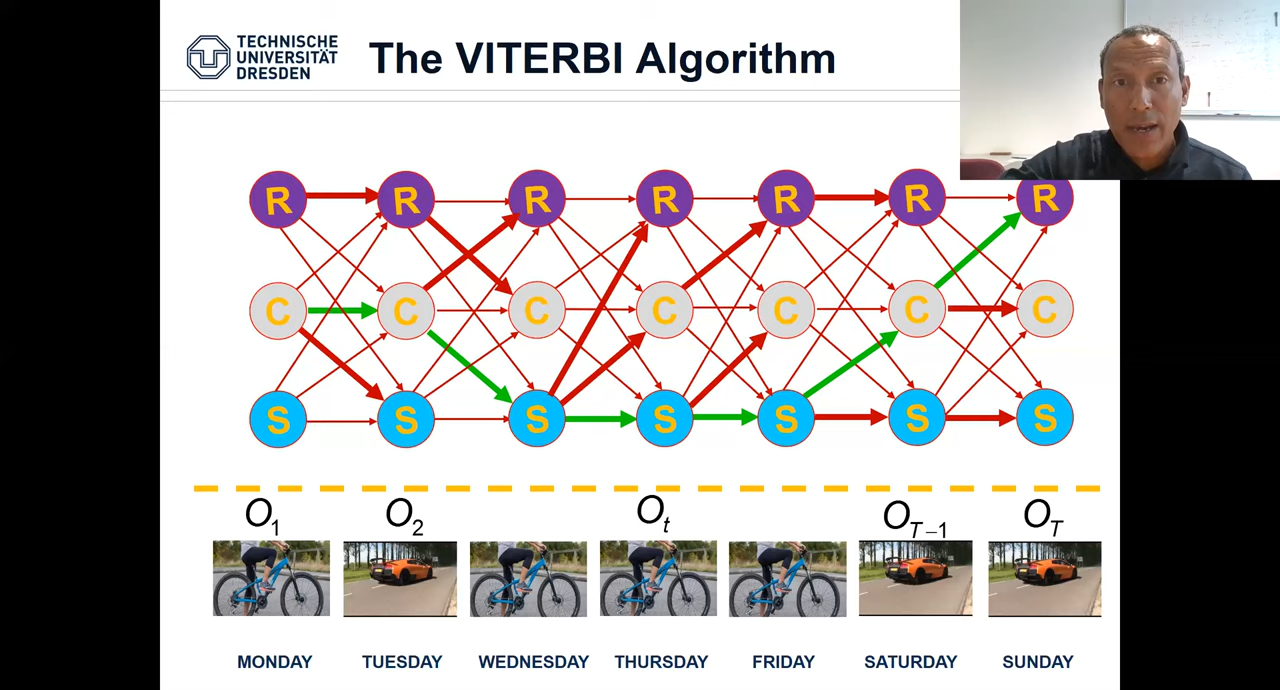 TECHNISCHE
UNIVERSITÄT
DRESDEN
The VITERBI Algorithm
R R R R R R R
C C C C C C C
S S S S S S S
O1 O2 Ot OT–1 OT
MONDAY TUESDAY WEDNESDAY THURSDAY FRIDAY SATURDAY SUNDAY